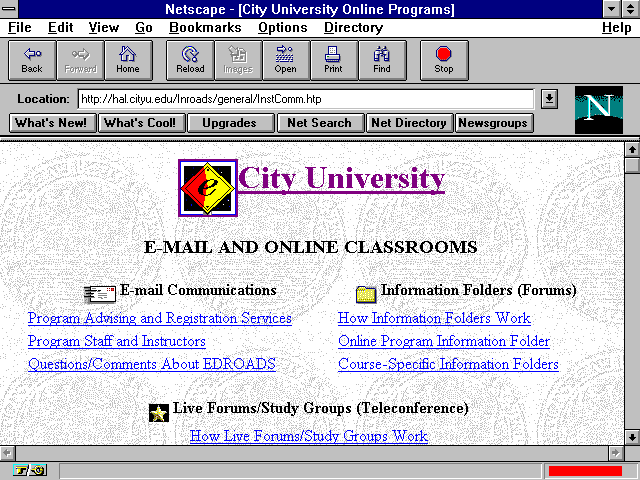 Netscape - [City University Online Programs]
File Edit View Go Bookmarks Options Directory Help
Back Forward Home Reload Images Open Print Find Stop
Location: http://hal.cityu.edu/Inroads/general/InstComm.htp
N
What's New! What's Cool! Upgrades Net Search Net Directory Newsgroups
e City University
E-MAIL AND ONLINE CLASSROOMS
E-mail Communications
Program Advising and Registration Services
Program Staff and Instructors
Questions/Comments About EDROADS
Information Folders (Forums)
How Information Folders Work
Online Program Information Folder
Course-Specific Information Folders
Live Forums/Study Groups (Teleconference)
How Live Forums/Study Groups Work